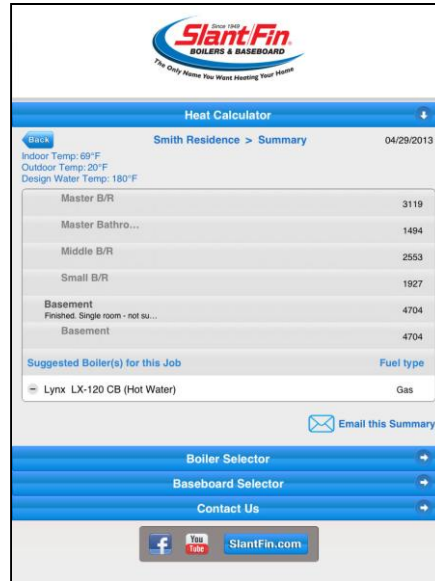 Since 1949
Slant/Fin®
BOILERS & BASEBOARD
The Only Name You Want Heating Your Home
Heat Calculator
Back
Smith Residence > Summary
04/29/2013
Indoor Temp: 69°F
Outdoor Temp: 20°F
Design Water Temp: 180°F
Master B/R 3119
Master Bathro... 1494
Middle B/R 2553
Small B/R 1927
Basement 4704
Finished. Single room - not su...
Basement 4704
Suggested Boiler(s) for this Job Fuel type
Lynx LX-120 CB (Hot Water) Gas
Email this Summary
Boiler Selector
Baseboard Selector
Contact Us
f
You
Tube
SlantFin.com